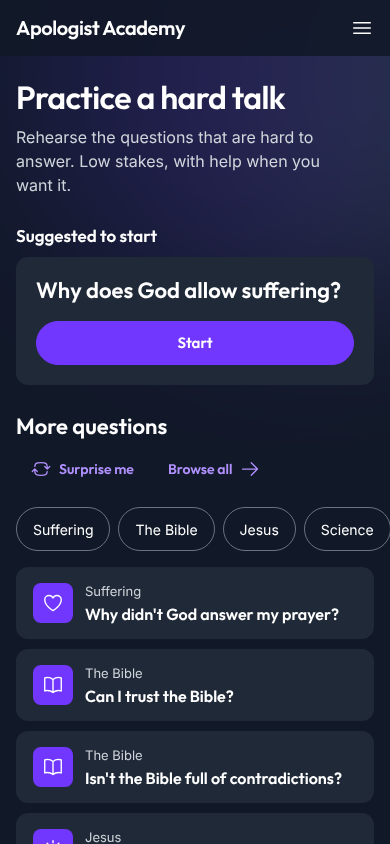 Apologist Academy
Practice a hard talk
Rehearse the questions that are hard to
answer. Low stakes, with help when you
want it.
Suggested to start
Why does God allow suffering?
Start
More questions
Surprise me
Browse all
Suffering
The Bible
Jesus
Science
Suffering
Why didn't God answer my prayer?
The Bible
Can I trust the Bible?
The Bible
Isn't the Bible full of contradictions?
Jesus